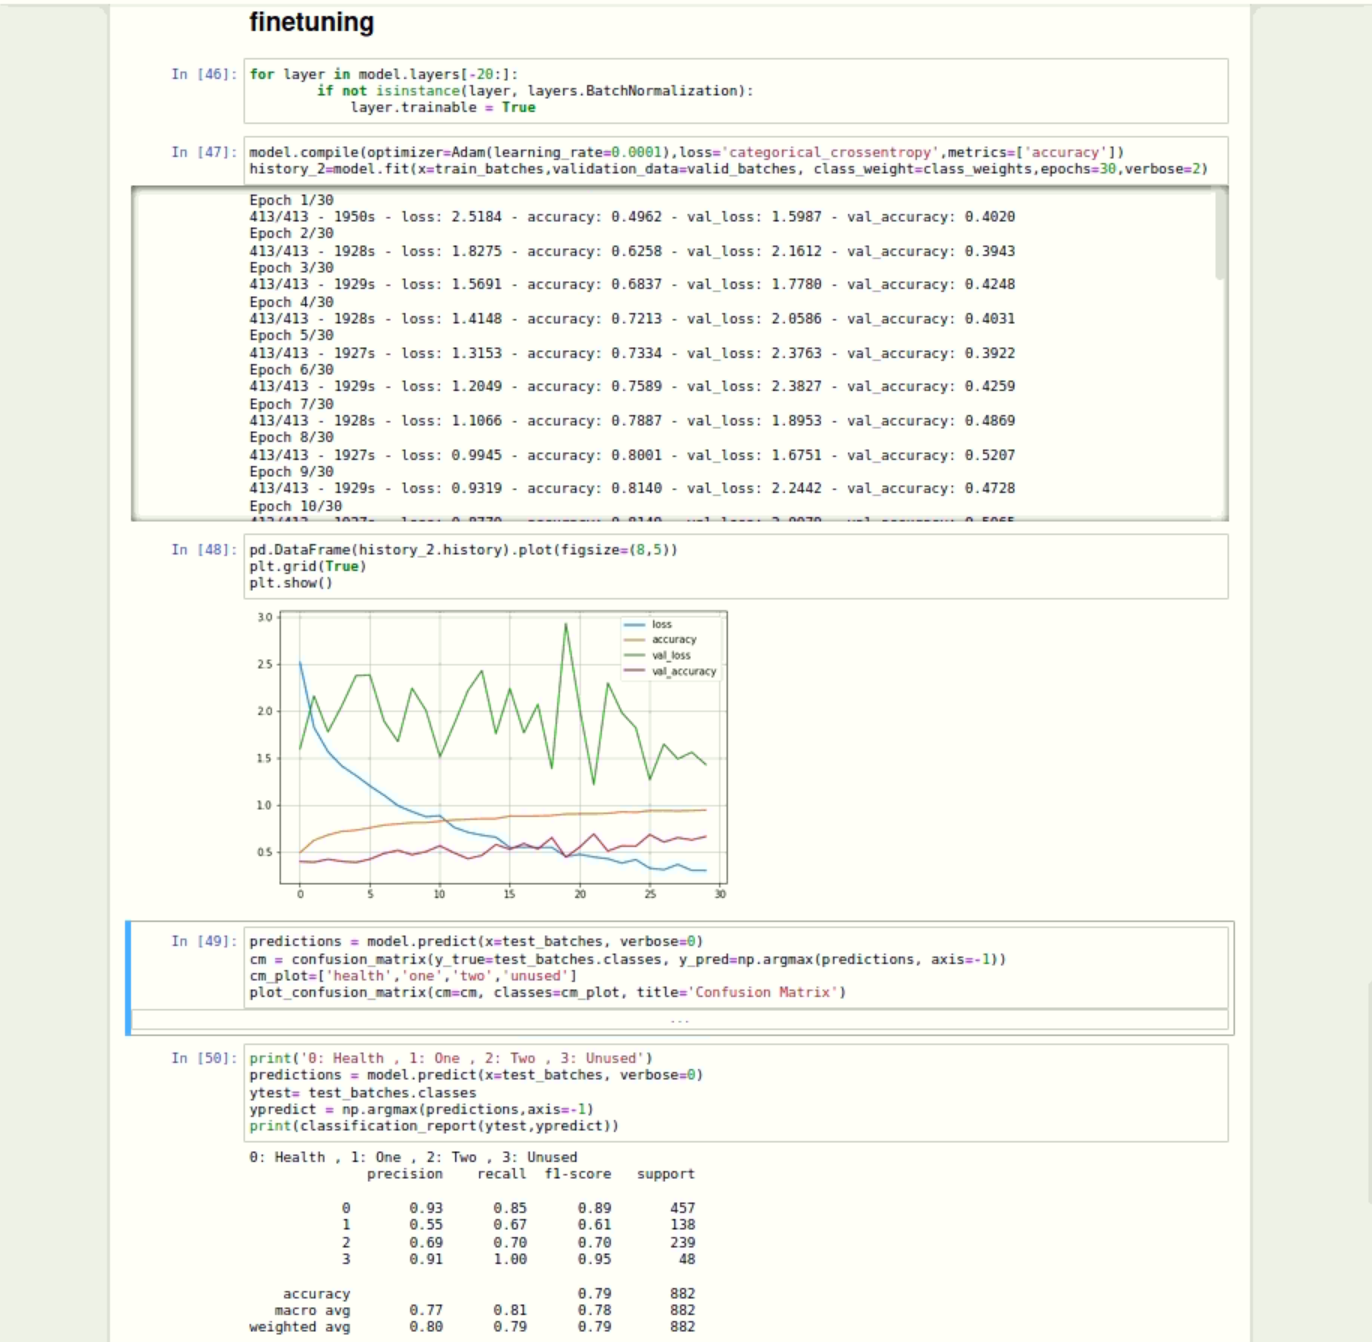 finetuning
In [46]: for layer in model.layers[-20:]:
if not isinstance(layer, layers.BatchNormalization):
layer.trainable = True
In [47]: model.compile(optimizer=Adam(learning_rate=0.0001),loss='categorical_crossentropy',metrics=['accuracy'])
history_2=model.fit(x=train_batches,validation_data=valid_batches, class_weight=class_weights,epochs=30,verbose=2)
Epoch 1/30
413/413 - 1950s - loss: 2.5184 - accuracy: 0.4962 - val_loss: 1.5987 - val_accuracy: 0.4020
Epoch 2/30
413/413 - 1928s - loss: 1.8275 - accuracy: 0.6258 - val_loss: 2.1612 - val_accuracy: 0.3943
Epoch 3/30
413/413 - 1929s - loss: 1.5691 - accuracy: 0.6837 - val_loss: 1.7780 - val_accuracy: 0.4248
Epoch 4/30
413/413 - 1928s - loss: 1.4148 - accuracy: 0.7213 - val_loss: 2.0586 - val_accuracy: 0.4031
Epoch 5/30
413/413 - 1927s - loss: 1.3153 - accuracy: 0.7334 - val_loss: 2.3763 - val_accuracy: 0.3922
Epoch 6/30
413/413 - 1929s - loss: 1.2049 - accuracy: 0.7589 - val_loss: 2.3827 - val_accuracy: 0.4259
Epoch 7/30
413/413 - 1928s - loss: 1.1066 - accuracy: 0.7887 - val_loss: 1.8953 - val_accuracy: 0.4869
Epoch 8/30
413/413 - 1927s - loss: 0.9945 - accuracy: 0.8001 - val_loss: 1.6751 - val_accuracy: 0.5207
Epoch 9/30
413/413 - 1929s - loss: 0.9319 - accuracy: 0.8140 - val_loss: 2.2442 - val_accuracy: 0.4728
Epoch 10/30
In [48]: pd.DataFrame(history_2.history).plot(figsize=(8,5))
plt.grid(True)
plt.show()
3.0
2.5
2.0
1.5
1.0
0.5
loss
accuracy
val_loss
val_accuracy
0 5 10 15 20 25 30
In [49]: predictions = model.predict(x=test_batches, verbose=0)
cm = confusion_matrix(y_true=test_batches.classes, y_pred=np.argmax(predictions, axis=-1))
cm_plot=['health','one','two','unused']
plot_confusion_matrix(cm=cm, classes=cm_plot, title='Confusion Matrix')
...
In [50]: print('0: Health , 1: One , 2: Two , 3: Unused')
predictions = model.predict(x=test_batches, verbose=0)
ytest= test_batches.classes
ypredict = np.argmax(predictions,axis=-1)
print(classification_report(ytest,ypredict))
0: Health , 1: One , 2: Two , 3: Unused
precision recall f1-score support
0 0.93 0.85 0.89 457
1 0.55 0.67 0.61 138
2 0.69 0.70 0.70 239
3 0.91 1.00 0.95 48
accuracy 0.79 882
macro avg 0.77 0.81 0.78 882
weighted avg 0.80 0.79 0.79 882